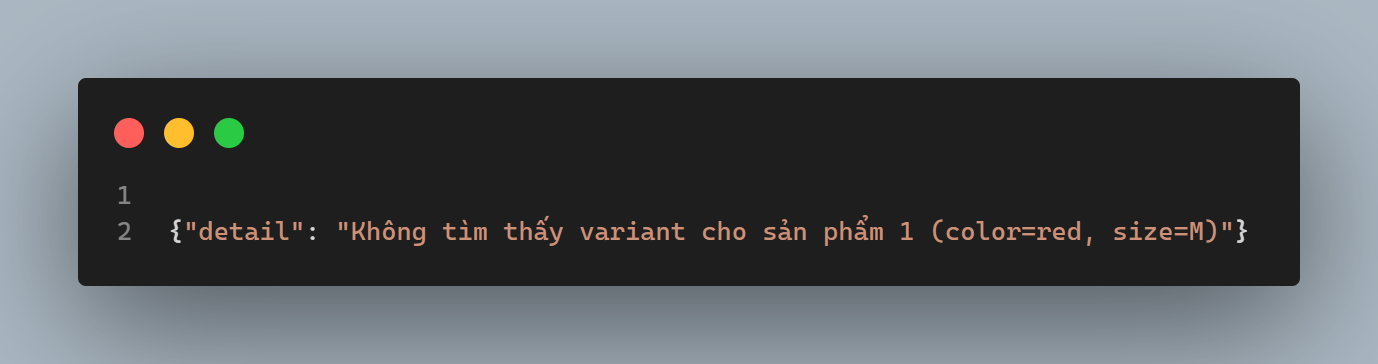 1
2 {"detail": "Không tìm thấy variant cho sản phẩm 1 (color=red, size=M)"}